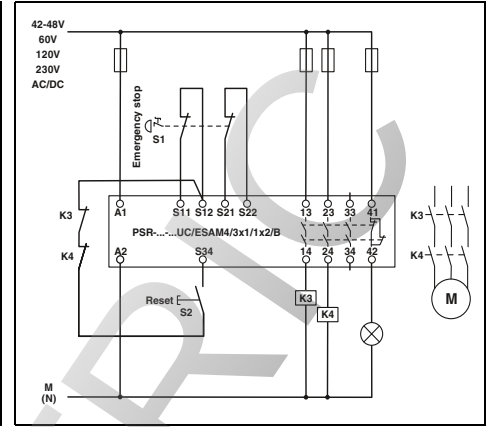 42-48V
60V
120V
230V
AC/DC
Emergency stop
S1
A1
S11
S12
S21
S22
13
23
33
41
K3
K4
PSR-...-...UC/ESAM4/3x1/1x2/B
A2
S34
14
24
34
42
K3
K4
Reset
S2
K3
K4
M
M
(N)
RIC